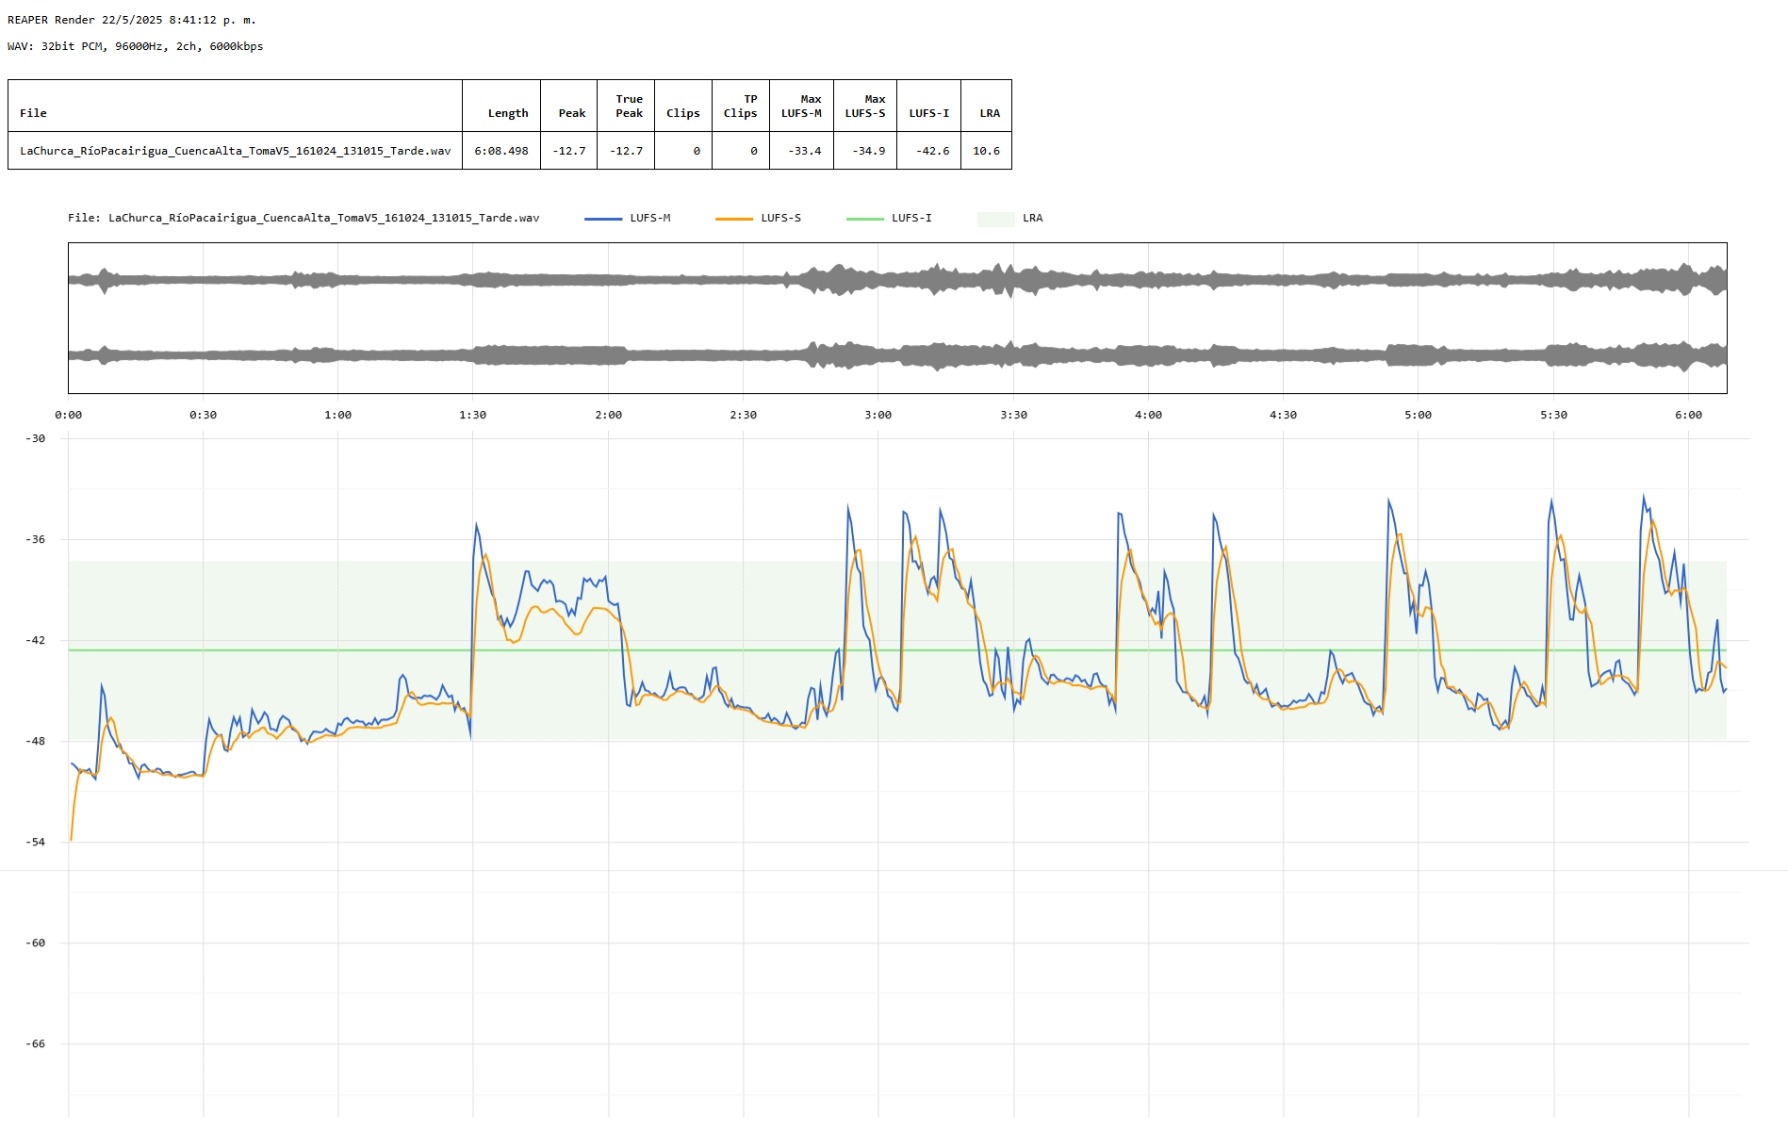 REAPER Render 22/5/2025 8:41:12 p. m.
WAV: 32bit PCM, 96000Hz, 2ch, 6000kbps
File Length Peak True Peak Clips TP Clips Max LUFS-M Max LUFS-S LUFS-I LRA
LaChurca_RíoPacairigua_CuencaAlta_TomaV5_161024_131015_Tarde.wav 6:08.498 -12.7 -12.7 0 0 -33.4 -34.9 -42.6 10.6
File: LaChurca_RíoPacairigua_CuencaAlta_TomaV5_161024_131015_Tarde.wav LUFS-M LUFS-S LUFS-I LRA
0:00 0:30 1:00 1:30 2:00 2:30 3:00 3:30 4:00 4:30 5:00 5:30 6:00
-30
-36
-42
-48
-54
-60
-66